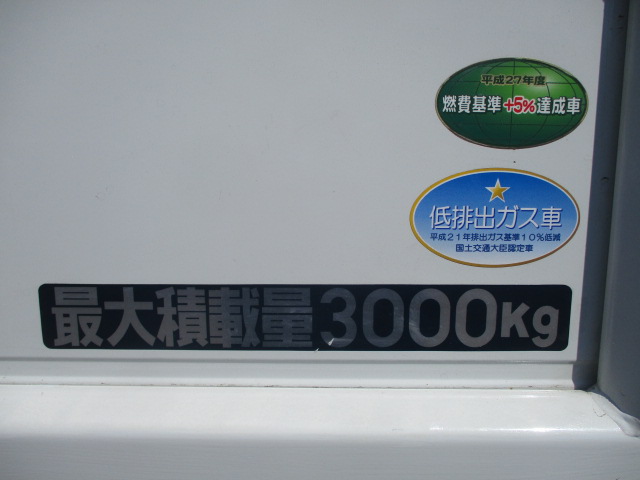 平成27年度
燃費基準+5%達成車
低排出ガス車
平成21年排出ガス基準10%低減
国土交通大臣認定車
最大積載量3000Kg